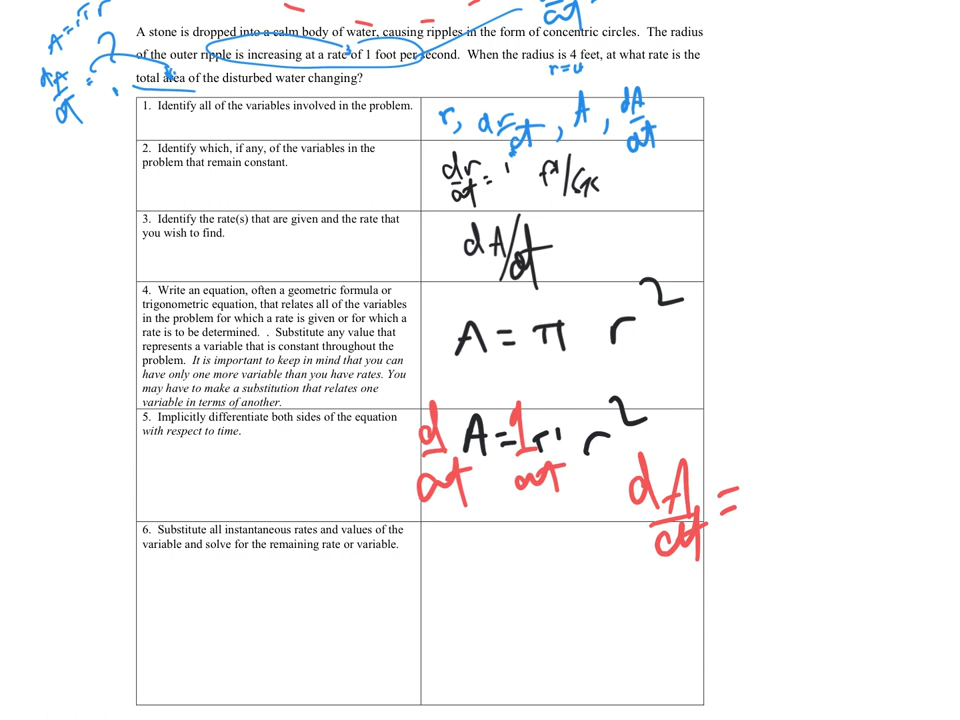 A stone is dropped into a calm body of water, causing ripples in the form of concentric circles. The radius
of the outer ripple is increasing at a rate of 1 foot per second. When the radius is 4 feet, at what rate is the
total area of the disturbed water changing?
A = π r
dA/dt = ?
1. Identify all of the variables involved in the problem.
r, dr/dt, A, dA/dt
2. Identify which, if any, of the variables in the
problem that remain constant.
dr/dt = 1 ft/sec
3. Identify the rate(s) that are given and the rate that
you wish to find.
dA/dt
4. Write an equation, often a geometric formula or
trigonometric equation, that relates all of the variables
in the problem for which a rate is given or for which a
rate is to be determined. . Substitute any value that
represents a variable that is constant throughout the
problem. It is important to keep in mind that you can
have only one more variable than you have rates. You
may have to make a substitution that relates one
variable in terms of another.
A = π r²
5. Implicitly differentiate both sides of the equation
with respect to time.
d/dt A = d/dt π r²
dA/dt =
6. Substitute all instantaneous rates and values of the
variable and solve for the remaining rate or variable.